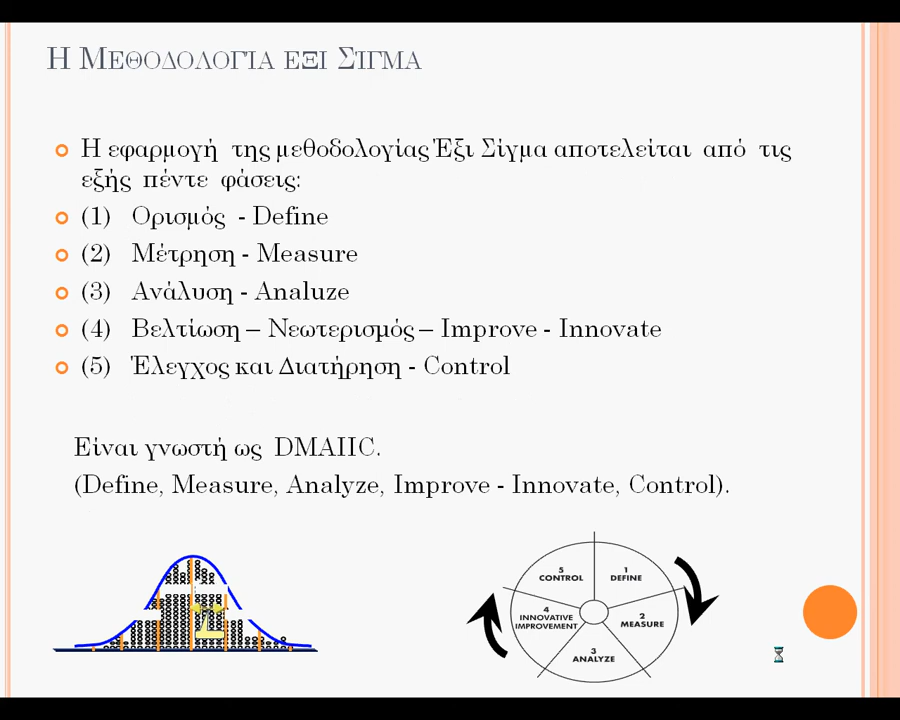 Η ΜΕΘΟΔΟΛΟΓΊΑ ΕΞΙ ΣΊΓΜΑ
Η εφαρμογή της μεθοδολογίας Έξι Σίγμα αποτελείται από τις
εξής πέντε φάσεις:
(1) Ορισμός - Define
(2) Μέτρηση - Measure
(3) Ανάλυση - Analuze
(4) Βελτίωση – Νεωτερισμός – Improve - Innovate
(5) Έλεγχος και Διατήρηση - Control
Είναι γνωστή ως DMAIIC.
(Define, Measure, Analyze, Improve - Innovate, Control).
5
CONTROL
1
DEFINE
4
INNOVATIVE
IMPROVEMENT
2
MEASURE
3
ANALYZE